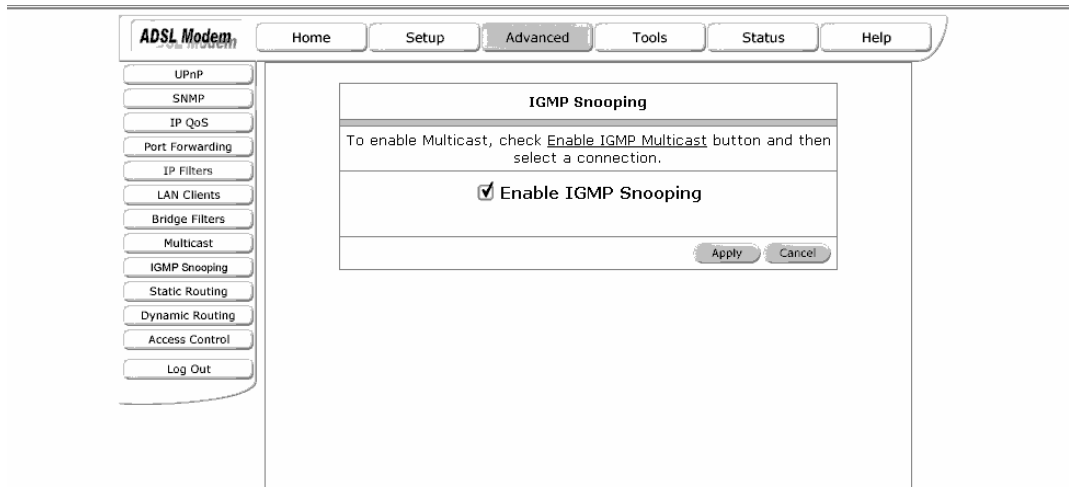 ADSL Modem
Home
Setup
Advanced
Tools
Status
Help
UPnP
SNMP
IP QoS
Port Forwarding
IP Filters
LAN Clients
Bridge Filters
Multicast
IGMP Snooping
Static Routing
Dynamic Routing
Access Control
Log Out
IGMP Snooping
To enable Multicast, check Enable IGMP Multicast button and then
select a connection.
Enable IGMP Snooping
Apply
Cancel